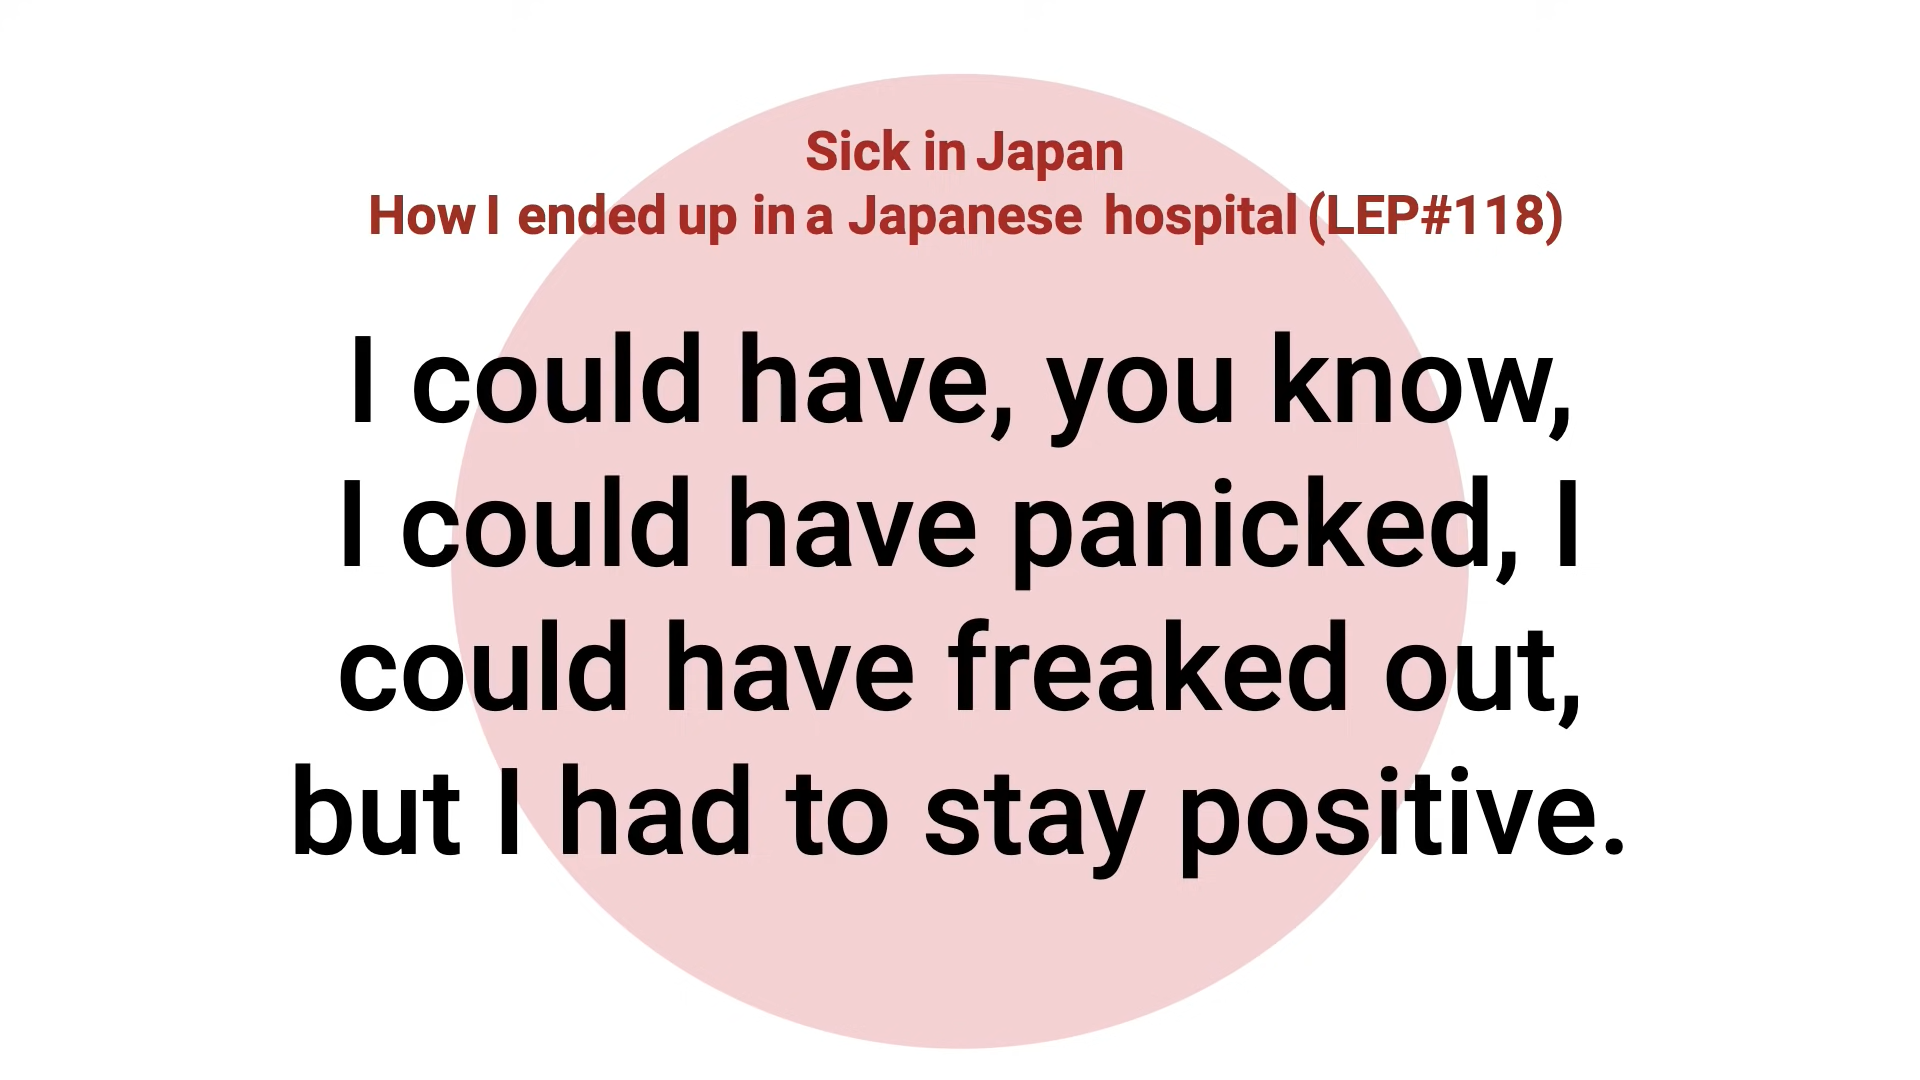 Sick in Japan
How I ended up in a Japanese hospital (LEP#118)
I could have, you know,
I could have panicked, I
could have freaked out,
but I had to stay positive.